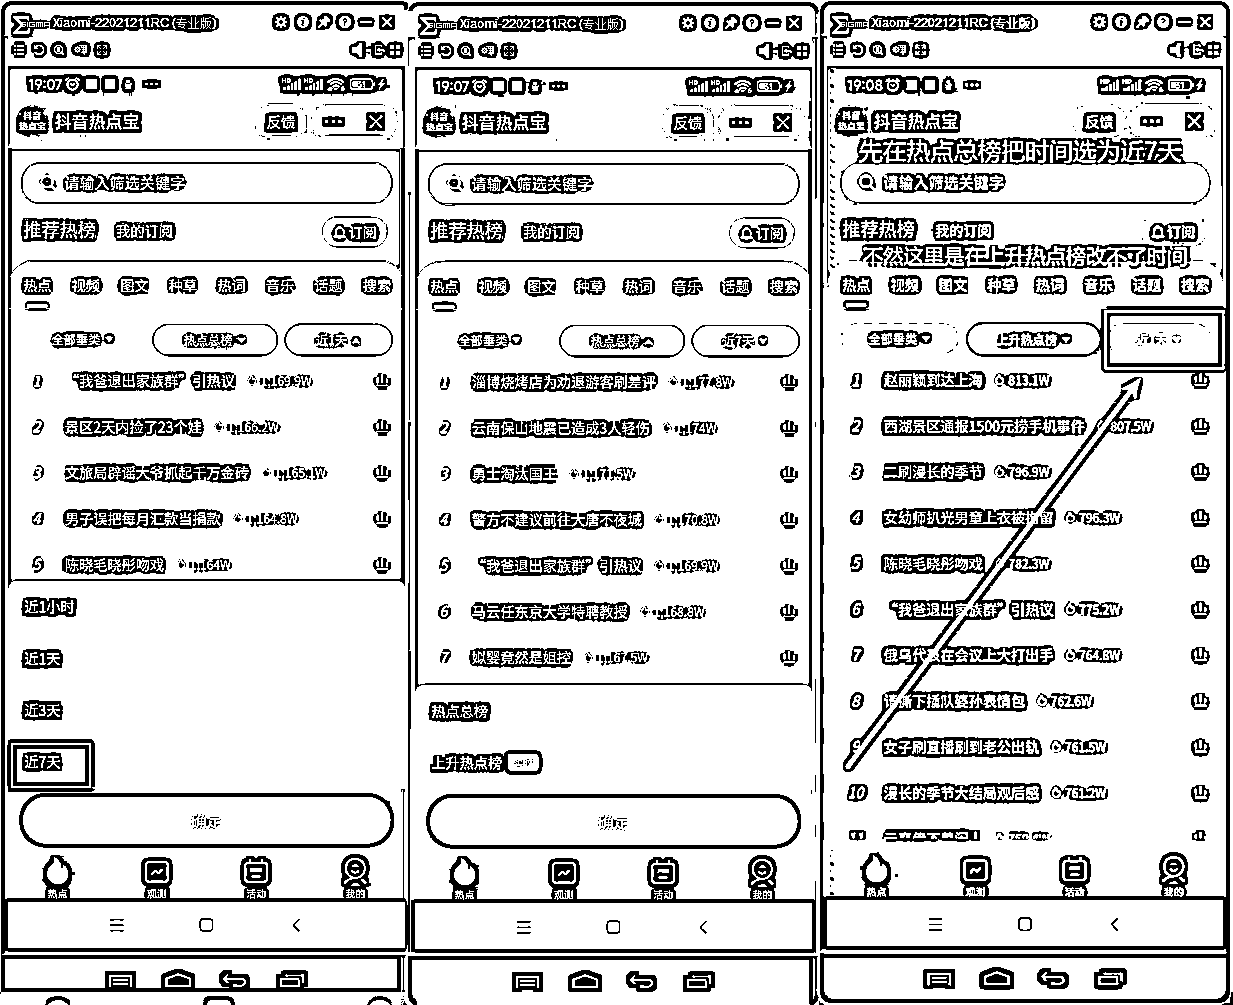 Xiaomi-22021211RC (专业版)
19:07
抖音热点宝
反馈
请输入筛选关键字
推荐热榜 我的订阅
订阅
热点 视频 图文 种草 热词 音乐 话题 搜索
全部垂类 热点总榜 近1天
1 “我爸退出家族群”引热议 169.9W
2 景区2天内捡了23个娃 166.2W
3 文旅局辟谣大爷抓起千万金砖 165.1W
4 男子误把每月汇款当捐款 164.8W
5 陈晓毛晓彤吻戏 164W
近1小时
近1天
近3天
近7天
确定
热点 观测 活动 我的
Xiaomi-22021211RC (专业版)
19:07
抖音热点宝
反馈
请输入筛选关键字
推荐热榜 我的订阅
订阅
热点 视频 图文 种草 热词 音乐 话题 搜索
全部垂类 热点总榜 近7天
1 淄博烧烤店为劝退游客刷差评 177.8W
2 云南保山地震已造成3人轻伤 174W
3 勇士淘汰国王 171.5W
4 警方不建议前往大唐不夜城 170.8W
5 “我爸退出家族群”引热议 169.9W
6 马云任东京大学特聘教授 168.8W
7 妲己竟然是姐控 167.5W
热点总榜
上升热点榜
确定
热点 观测 活动 我的
Xiaomi-22021211RC (专业版)
19:08
抖音热点宝
反馈
先在热点总榜把时间选为近7天
请输入筛选关键字
推荐热榜 我的订阅
订阅
不然这里是在上升热点榜改不了时间
热点 视频 图文 种草 热词 音乐 话题 搜索
全部垂类 上升热点榜
1 赵丽颖到达上海 813.1W
2 西湖景区通报1500元捞手机事件 807.5W
3 二刷漫长的季节 796.9W
4 女幼师扒光男童上衣被拘留 796.3W
5 陈晓毛晓彤吻戏 782.3W
6 “我爸退出家族群”引热议 775.2W
7 俄乌代表在会议上大打出手 764.8W
8 请撕下插队婆孙表情包 762.6W
9 女子刷直播刷到老公出轨 761.5W
10 漫长的季节大结局观后感 761.2W
热点 观测 活动 我的